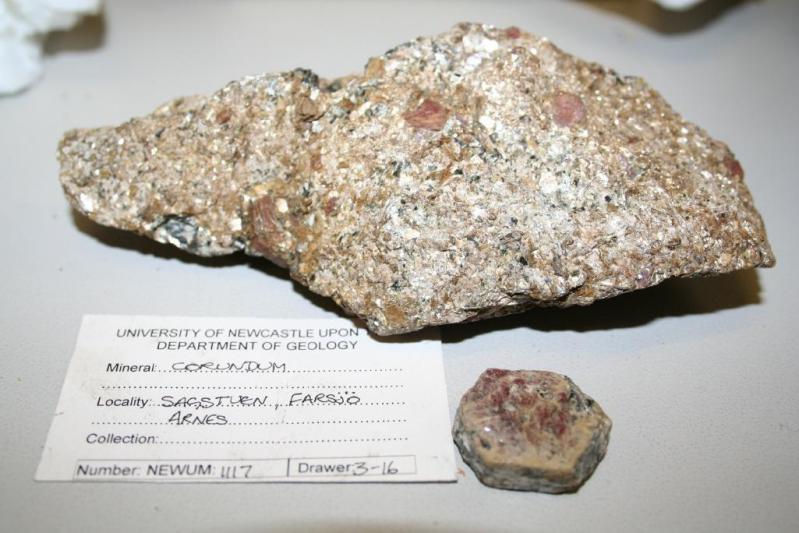 UNIVERSITY OF NEWCASTLE UPON
DEPARTMENT OF GEOLOGY
Mineral: CORUNDUM
Locality: SAGSTUEN, FARSJÖ
ARNES
Collection:
Number: NEWUM: 1117 Drawer: 3-16